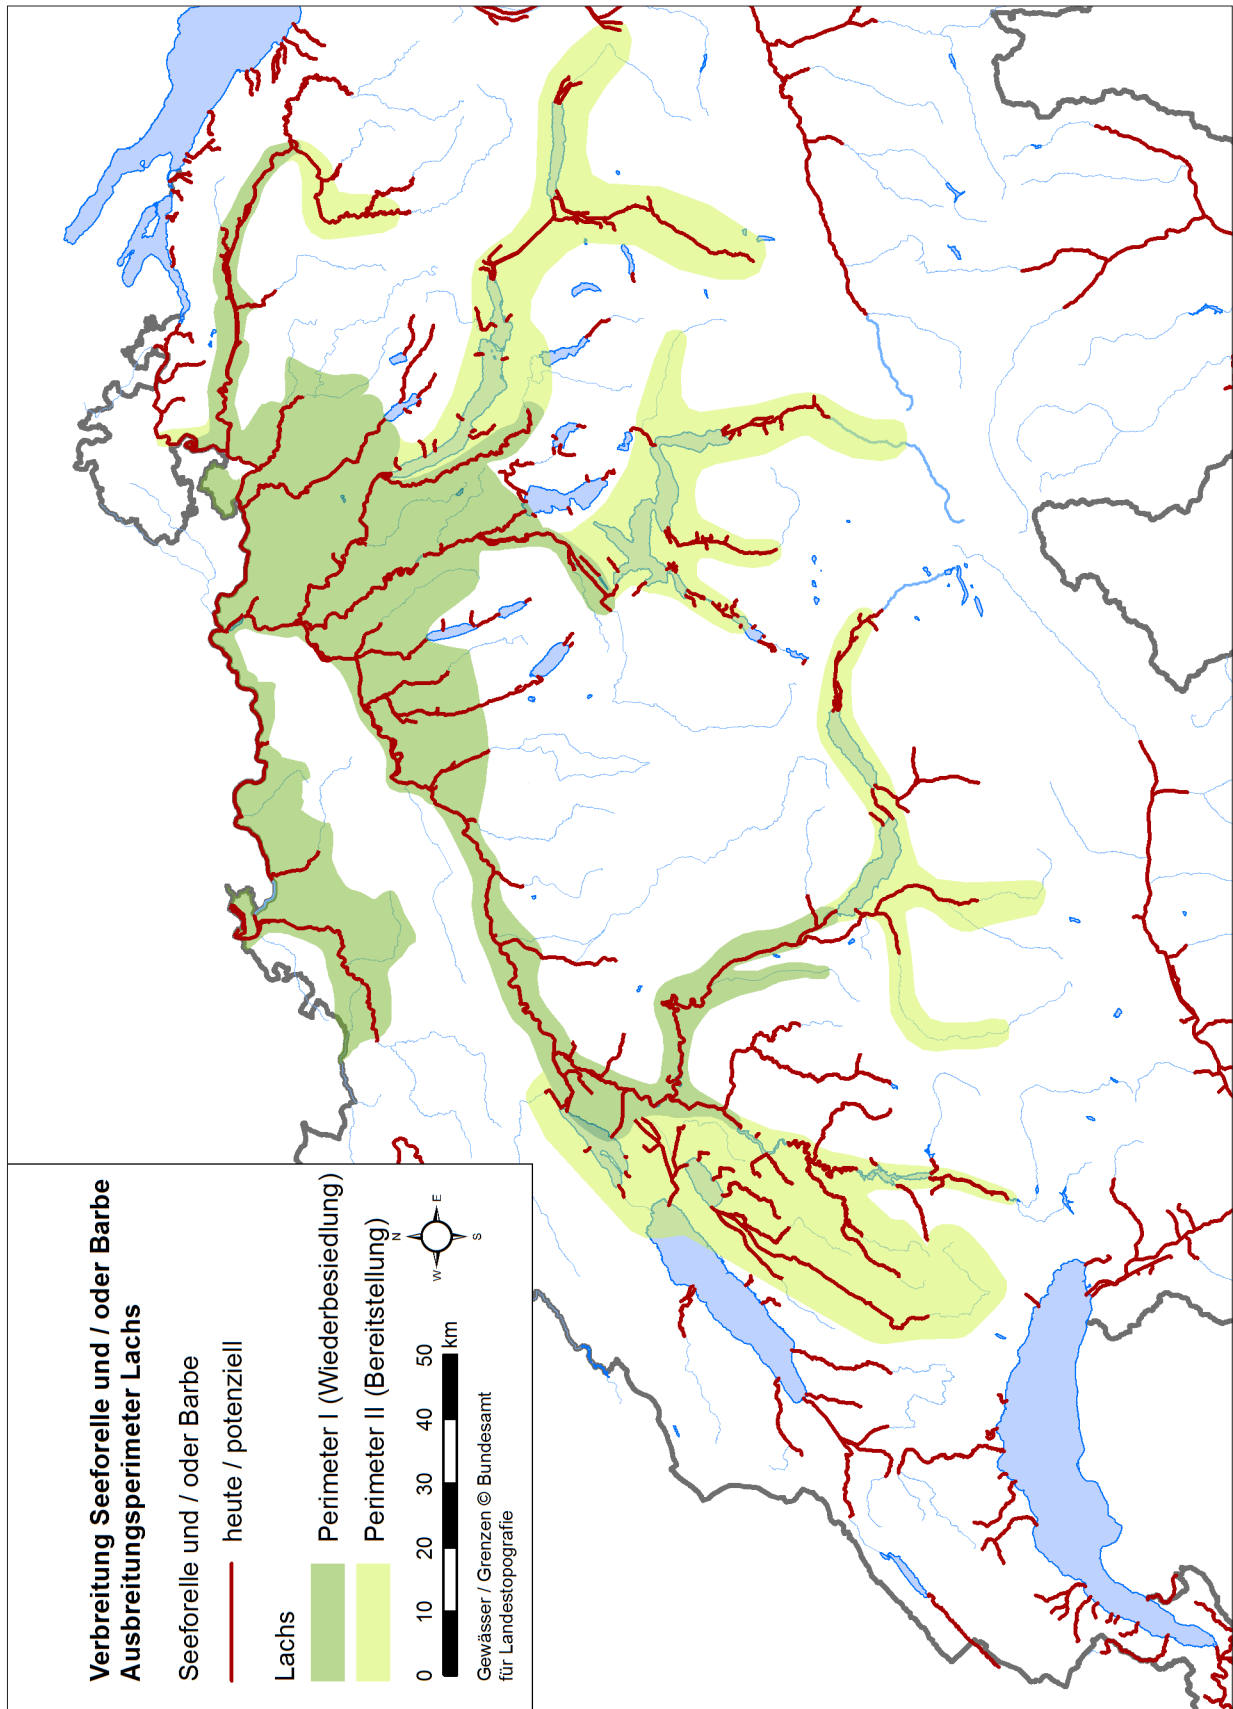 Verbreitung Seeforelle und / oder Barbe
Ausbreitungsperimeter Lachs
Seeforelle und / oder Barbe
heute / potenziell
Lachs
Perimeter I (Wiederbesiedlung)
Perimeter II (Bereitstellung)
N
W E
S
0 10 20 30 40 50
km
Gewässer / Grenzen © Bundesamt
für Landestopografie